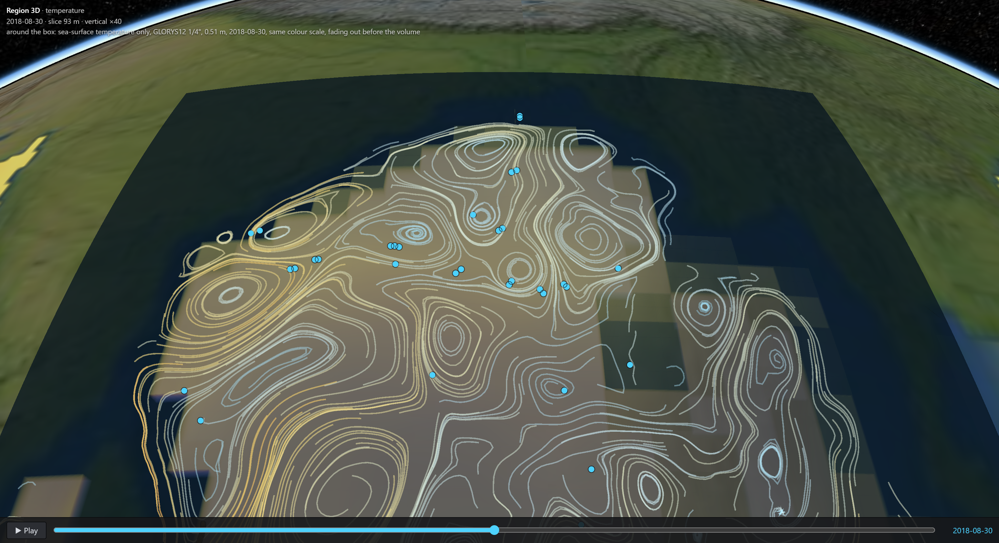 Region 3D · temperature
2018-08-30 · slice 93 m · vertical ×40
around the box: sea-surface temperature only, GLORYS12 1/4°, 0.51 m, 2018-08-30, same colour scale, fading out before the volume
▶ Play
2018-08-30